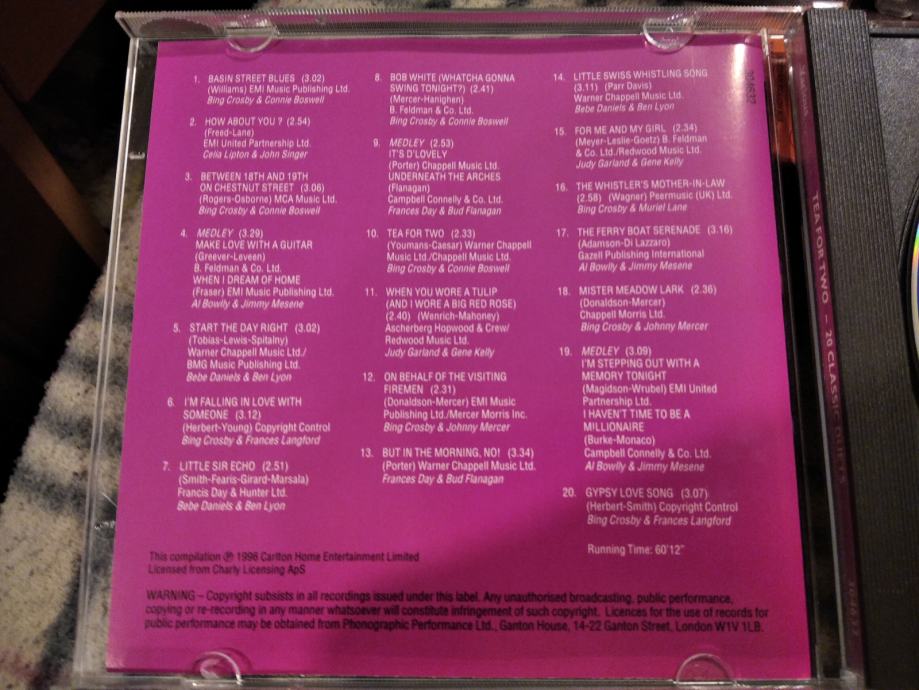 1. BASIN STREET BLUES (3.02)
(Williams) EMI Music Publishing Ltd.
Bing Crosby & Connie Boswell
2. HOW ABOUT YOU ? (2.54)
(Freed-Lane)
EMI United Partnership Ltd.
Celia Lipton & John Singer
3. BETWEEN 18TH AND 19TH
ON CHESTNUT STREET (3.06)
(Rogers-Osborne) MCA Music Ltd.
Bing Crosby & Connie Boswell
4. MEDLEY (3.29)
MAKE LOVE WITH A GUITAR
(Greever-Leveen)
B. Feldman & Co. Ltd.
WHEN I DREAM OF HOME
(Fraser) EMI Music Publishing Ltd.
Al Bowlly & Jimmy Mesene
5. START THE DAY RIGHT (3.02)
(Tobias-Lewis-Spitalny)
Warner Chappell Music Ltd./
BMG Music Publishing Ltd.
Bebe Daniels & Ben Lyon
6. I'M FALLING IN LOVE WITH
SOMEONE (3.12)
(Herbert-Young) Copyright Control
Bing Crosby & Frances Langford
7. LITTLE SIR ECHO (2.51)
(Smith-Fearis-Girard-Marsala)
Francis Day & Hunter Ltd.
Bebe Daniels & Ben Lyon
8. BOB WHITE (WHATCHA GONNA
SWING TONIGHT?) (2.41)
(Mercer-Hanighen)
B. Feldman & Co. Ltd.
Bing Crosby & Connie Boswell
9. MEDLEY (2.53)
IT'S D'LOVELY
(Porter) Chappell Music Ltd.
UNDERNEATH THE ARCHES
(Flanagan)
Campbell Connelly & Co. Ltd.
Frances Day & Bud Flanagan
10. TEA FOR TWO (2.33)
(Youmans-Caesar) Warner Chappell
Music Ltd./Chappell Music Ltd.
Bing Crosby & Connie Boswell
11. WHEN YOU WORE A TULIP
(AND I WORE A BIG RED ROSE)
(2.40) (Wenrich-Mahoney)
Ascherberg Hopwood & Crew/
Redwood Music Ltd.
Judy Garland & Gene Kelly
12. ON BEHALF OF THE VISITING
FIREMEN (2.31)
(Donaldson-Mercer) EMI Music
Publishing Ltd./Mercer Morris Inc.
Bing Crosby & Johnny Mercer
13. BUT IN THE MORNING, NO! (3.34)
(Porter) Warner Chappell Music Ltd.
Frances Day & Bud Flanagan
14. LITTLE SWISS WHISTLING SONG
(3.11) (Parr Davis)
Warner Chappell Music Ltd.
Bebe Daniels & Ben Lyon
15. FOR ME AND MY GIRL (2.34)
(Meyer-Leslie-Goetz) B. Feldman
& Co. Ltd./Redwood Music Ltd.
Judy Garland & Gene Kelly
16. THE WHISTLER'S MOTHER-IN-LAW
(2.58) (Wagner) Peermusic (UK) Ltd.
Bing Crosby & Muriel Lane
17. THE FERRY BOAT SERENADE (3.16)
(Adamson-Di Lazzaro)
Gazell Publishing International
Al Bowlly & Jimmy Mesene
18. MISTER MEADOW LARK (2.36)
(Donaldson-Mercer)
Chappell Morris Ltd.
Bing Crosby & Johnny Mercer
19. MEDLEY (3.09)
I'M STEPPING OUT WITH A
MEMORY TONIGHT
(Magidson-Wrubel) EMI United
Partnership Ltd.
I HAVEN'T TIME TO BE A
MILLIONAIRE
(Burke-Monaco)
Campbell Connelly & Co. Ltd.
Al Bowlly & Jimmy Mesene
20. GYPSY LOVE SONG (3.07)
(Herbert-Smith) Copyright Control
Bing Crosby & Frances Langford
Running Time: 60'12"
This compilation ℗ 1996 Carlton Home Entertainment Limited
Licensed from Charly Licensing ApS
WARNING – Copyright subsists in all recordings issued under this label. Any unauthorised broadcasting, public performance,
copying or re-recording in any manner whatsoever will constitute infringement of such copyright. Licences for the use of records for
public performance may be obtained from Phonographic Performance Ltd., Ganton House, 14-22 Ganton Street, London W1V 1LB.
TEA FOR TWO – 20 CLASSIC DUETS